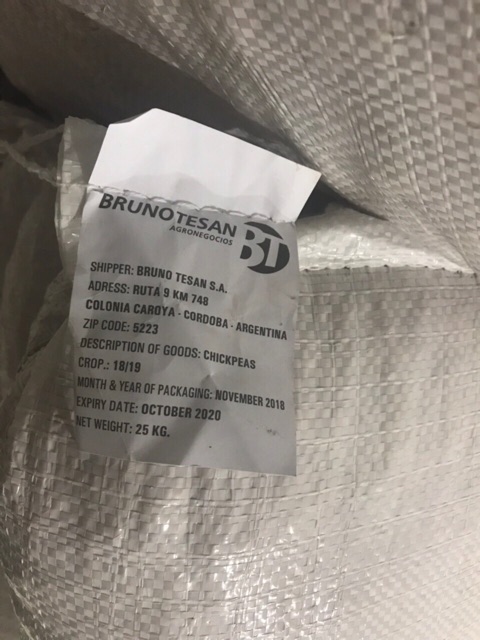 BRUNO TESAN
AGRONEGOCIOS
BT
SHIPPER: BRUNO TESAN S.A.
ADRESS: RUTA 9 KM 748
COLONIA CAROYA - CORDOBA - ARGENTINA
ZIP CODE: 5223
DESCRIPTION OF GOODS: CHICKPEAS
CROP.: 18/19
MONTH & YEAR OF PACKAGING: NOVEMBER 2018
EXPIRY DATE: OCTOBER 2020
NET WEIGHT: 25 KG.